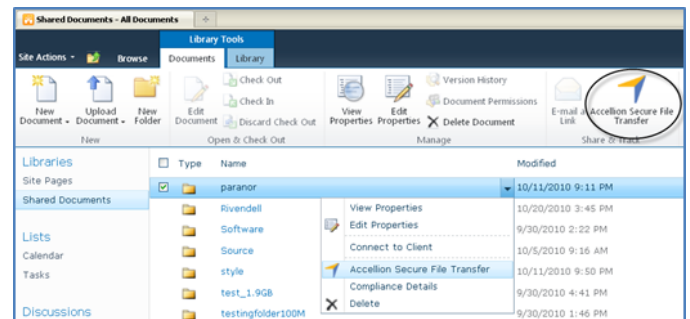 Shared Documents - All Documents
Library Tools
Site Actions Browse Documents Library
New Document
Upload Document
New Folder
New
Edit Document
Check Out
Check In
Discard Check Out
Open & Check Out
View Properties
Edit Properties
Version History
Document Permissions
Delete Document
Manage
E-mail a Link
Accellion Secure File Transfer
Share & Track
Libraries
Site Pages
Shared Documents
Lists
Calendar
Tasks
Discussions
Type Name Modified
paranor 10/11/2010 9:11 PM
Rivendell 10/20/2010 3:45 PM
Software 9/30/2010 2:22 PM
Source 10/5/2010 9:16 AM
style 10/11/2010 9:50 PM
test_1.9GB 9/30/2010 4:41 PM
testingfolder100M 9/30/2010 1:46 PM
View Properties
Edit Properties
Connect to Client
Accellion Secure File Transfer
Compliance Details
Delete